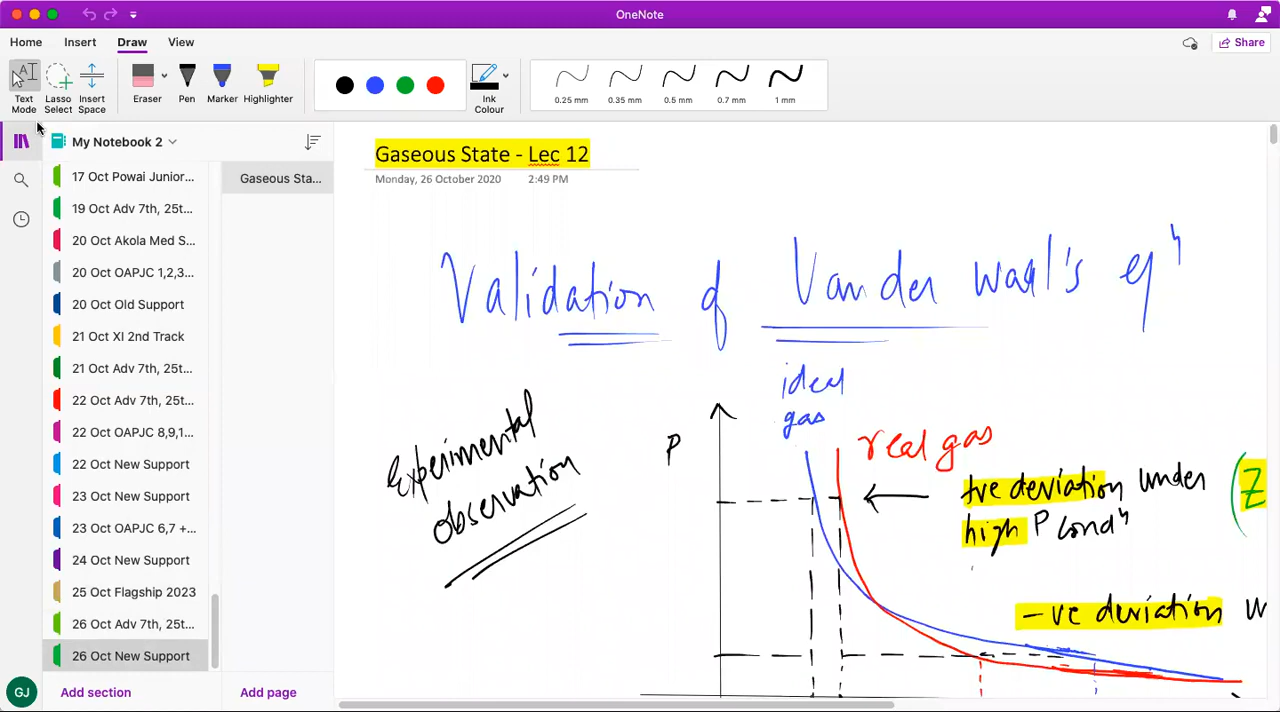 OneNote
Home Insert Draw View
Share
Text Mode
Lasso Select
Insert Space
Eraser
Pen
Marker
Highlighter
Ink Colour
0.25 mm
0.35 mm
0.5 mm
0.7 mm
1 mm
My Notebook 2
17 Oct Powai Junior...
19 Oct Adv 7th, 25t...
20 Oct Akola Med S...
20 Oct OAPJC 1,2,3...
20 Oct Old Support
21 Oct XI 2nd Track
21 Oct Adv 7th, 25t...
22 Oct Adv 7th, 25t...
22 Oct OAPJC 8,9,1...
22 Oct New Support
23 Oct New Support
23 Oct OAPJC 6,7 +...
24 Oct New Support
25 Oct Flagship 2023
26 Oct Adv 7th, 25t...
26 Oct New Support
GJ
Add section
Gaseous Sta...
Add page
Gaseous State - Lec 12
Monday, 26 October 2020 2:49 PM
Validation of Van der waal's eqⁿ
Experimental
observation
ideal
gas
P
real gas
+ve deviation under (Z
high P condⁿ
-ve deviation